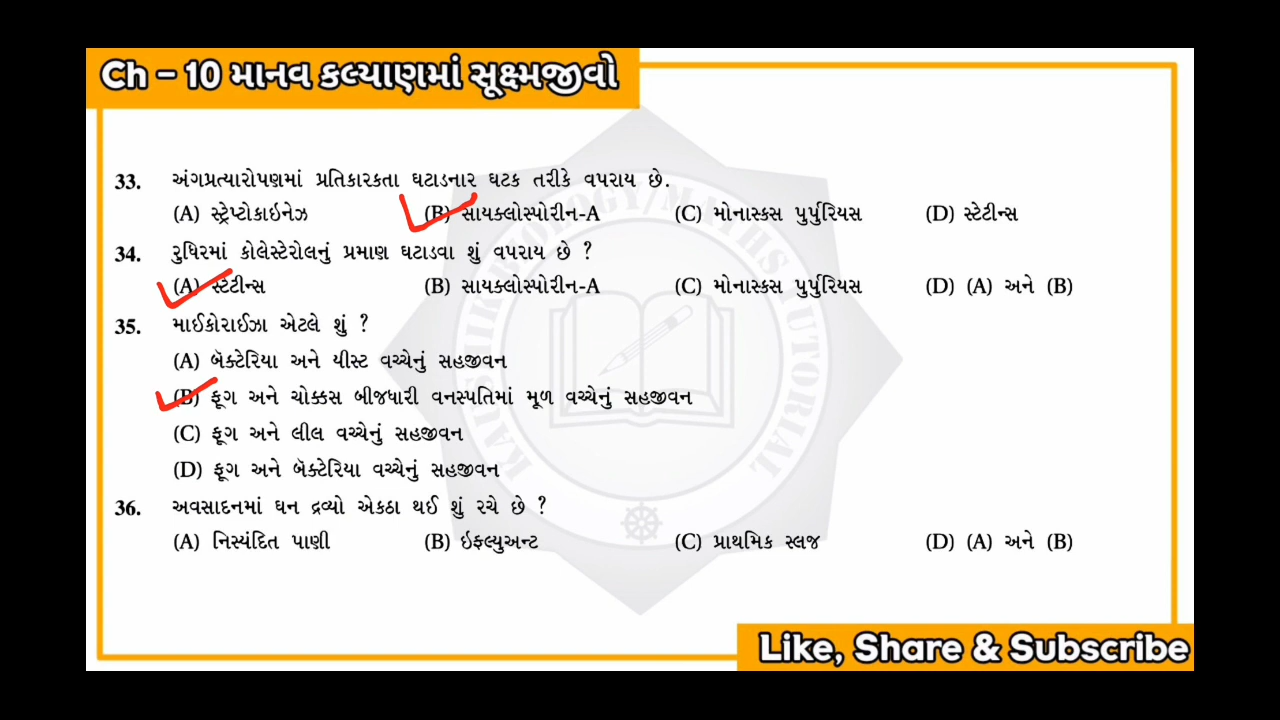 Ch - 10 માનવ કલ્યાણમાં સૂક્ષ્મજીવો
33. અંગપ્રત્યારોપણમાં પ્રતિકારકતા ઘટાડનાર ઘટક તરીકે વપરાય છે.
(A) સ્ટ્રેપ્ટોકાઇનેઝ (B) સાયક્લોસ્પોરીન-A (C) મોનાસ્કસ પુર્પુરિયસ (D) સ્ટેટીન્સ
34. રુધિરમાં કોલેસ્ટેરોલનું પ્રમાણ ઘટાડવા શું વપરાય છે ?
(A) સ્ટેટીન્સ (B) સાયક્લોસ્પોરીન-A (C) મોનાસ્કસ પુર્પુરિયસ (D) (A) અને (B)
35. માઈકોરાઈઝા એટલે શું ?
(A) બૅક્ટેરિયા અને યીસ્ટ વચ્ચેનું સહજીવન
(B) ફૂગ અને ચોક્કસ બીજધારી વનસ્પતિમાં મૂળ વચ્ચેનું સહજીવન
(C) ફૂગ અને લીલ વચ્ચેનું સહજીવન
(D) ફૂગ અને બૅક્ટેરિયા વચ્ચેનું સહજીવન
36. અવસાદનમાં ઘન દ્રવ્યો એકઠા થઈ શું રચે છે ?
(A) નિસ્યંદિત પાણી (B) ઇફ્લ્યુઅન્ટ (C) પ્રાથમિક સ્લજ (D) (A) અને (B)
Like, Share & Subscribe